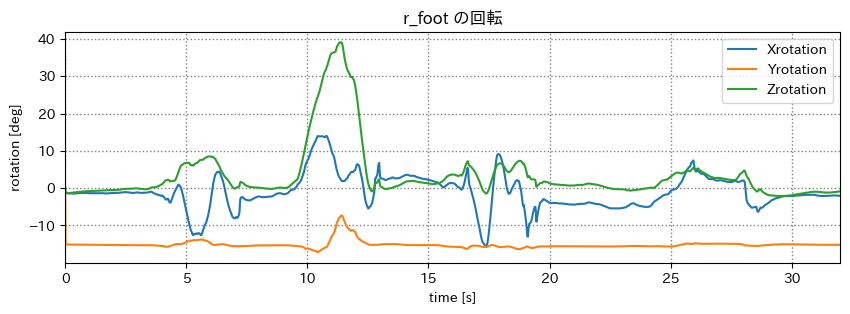 r_foot の回転
40
30
20
10
0
−10
rotation [deg]
Xrotation
Yrotation
Zrotation
0
5
10
15
20
25
30
time [s]